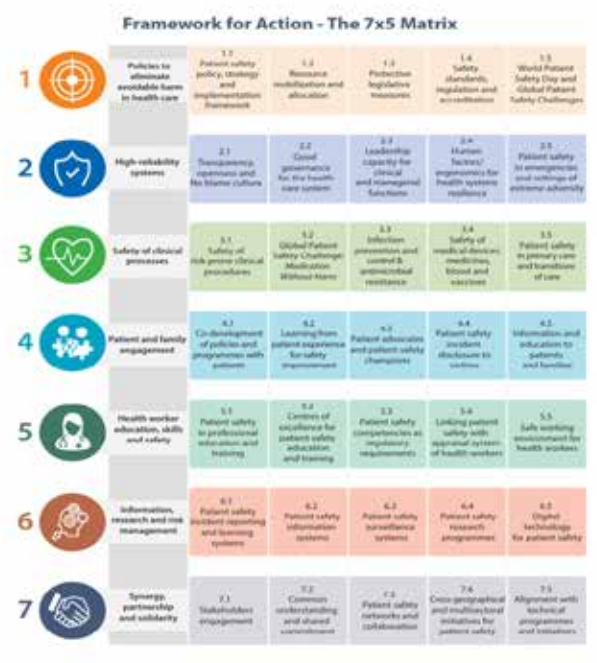 Framework for Action - The 7x5 Matrix
1
Policies to
eliminate
avoidable harm
in health care
1.1
Patient safety
policy, strategy
and
implementation
framework
1.2
Resource
mobilization and
allocation
1.3
Protective
legislative
measures
1.4
Safety
standards,
regulation and
accreditation
1.5
World Patient
Safety Day and
Global Patient
Safety Challenges
2
High-reliability
systems
2.1
Transparency,
openness and
No blame culture
2.2
Good
governance
for the health
care system
2.3
Leadership
capacity for
clinical
and managerial
functions
2.4
Human
factors/
ergonomics for
health systems
resilience
2.5
Patient safety
in emergencies
and settings of
extreme adversity
3
Safety of clinical
processes
3.1
Safety of
risk-prone clinical
procedures
3.2
Global Patient
Safety Challenge:
Medication
Without Harm
3.3
Infection
prevention and
control &
antimicrobial
resistance
3.4
Safety of
medical devices,
medicines,
blood and
vaccines
3.5
Patient safety
in primary care
and transitions
of care
4
Patient and family
engagement
4.1
Co-development
of policies and
programmes with
patients
4.2
Learning from
patient experience
for safety
improvement
4.3
Patient advocates
and patient safety
champions
4.4
Patient safety
incident
disclosure to
victims
4.5
Information and
education to
patients
and families
5
Health worker
education, skills
and safety
5.1
Patient safety
in professional
education and
training
5.2
Centres of
excellence for
patient safety
education
and training
5.3
Patient safety
competencies as
regulatory
requirements
5.4
Linking patient
safety with
appraisal system
of health workers
5.5
Safe working
environment for
health workers
6
Information,
research and risk
management
6.1
Patient safety
incident reporting
and learning
systems
6.2
Patient safety
information
systems
6.3
Patient safety
surveillance
systems
6.4
Patient safety
research
programmes
6.5
Digital
technology
for patient safety
7
Synergy,
partnership
and solidarity
7.1
Stakeholders
engagement
7.2
Common
understanding
and shared
commitment
7.3
Patient safety
networks and
collaboration
7.4
Cross-geographical
and multisectoral
initiatives for
patient safety
7.5
Alignment with
technical
programmes
and initiatives